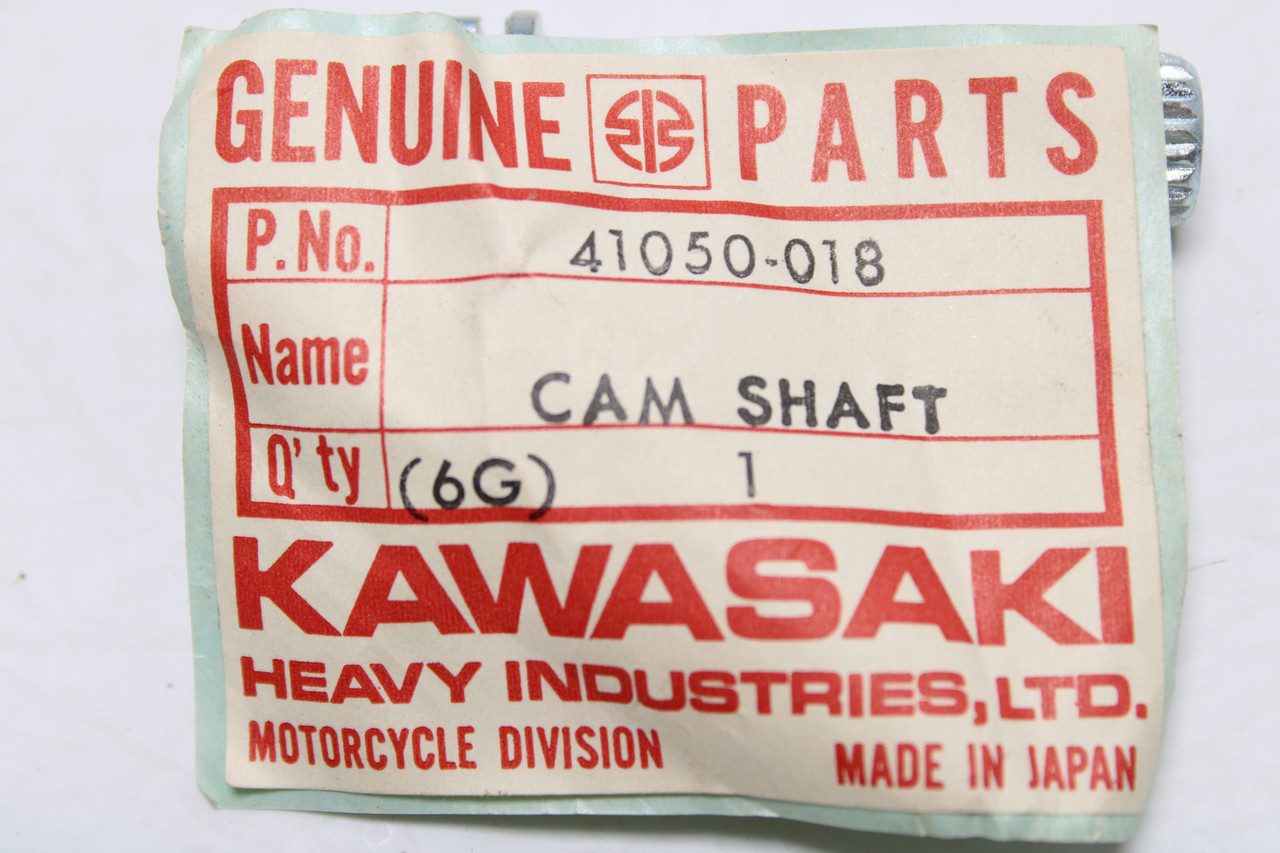 GENUINE PARTS
P. No. 41050-018
Name CAM SHAFT
Q'ty (6G) 1
KAWASAKI
HEAVY INDUSTRIES, LTD.
MOTORCYCLE DIVISION MADE IN JAPAN